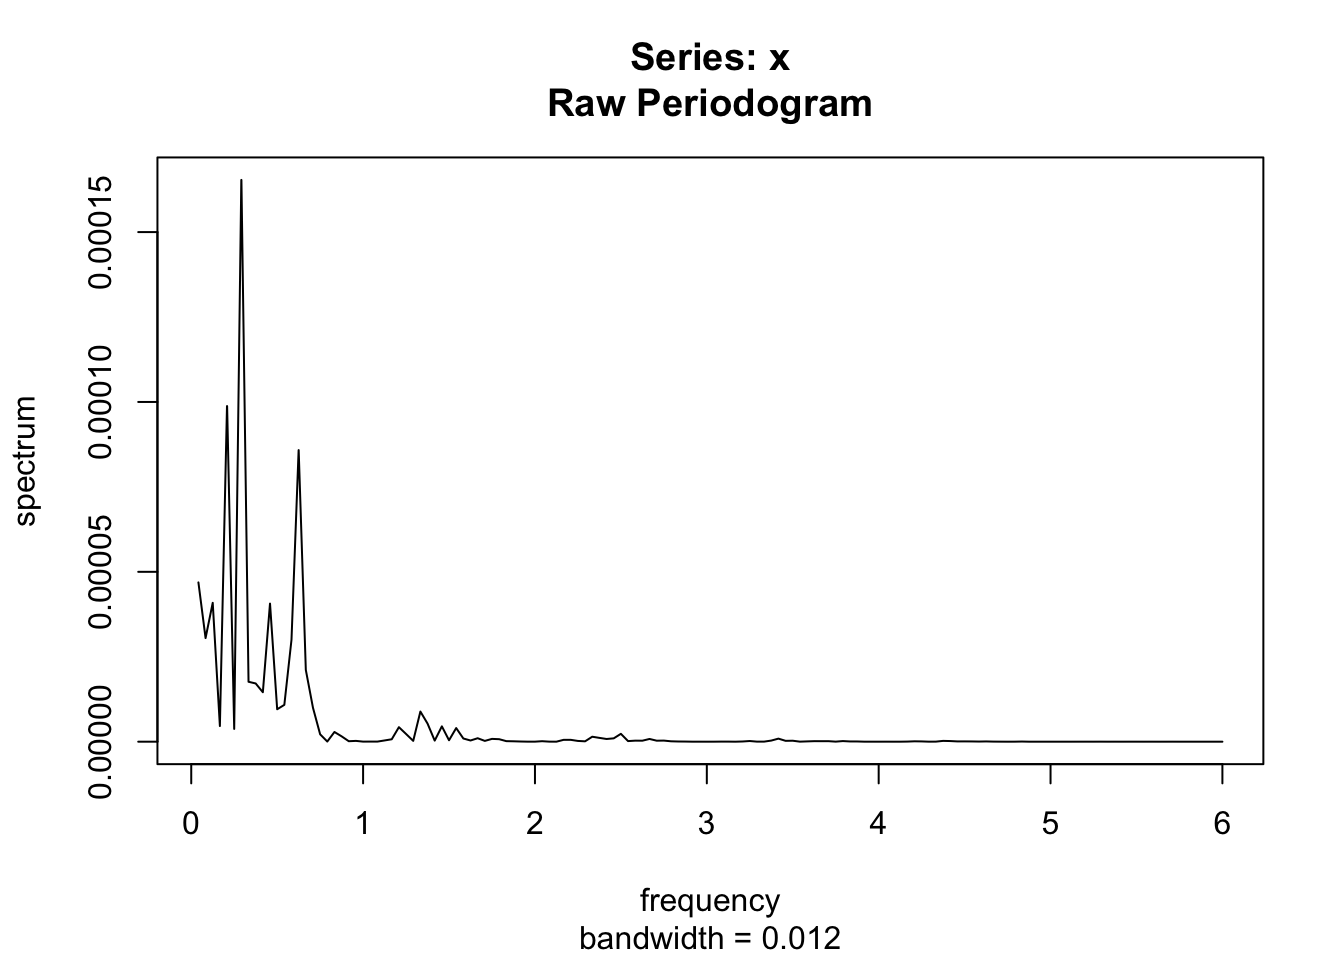 Series: x
Raw Periodogram
spectrum
0.00015
0.00010
0.00005
0.00000
0 1 2 3 4 5 6
frequency
bandwidth = 0.012